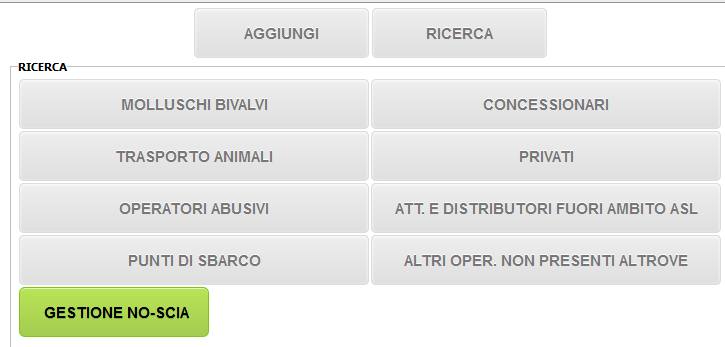 AGGIUNGI RICERCA
RICERCA
MOLLUSCHI BIVALVI CONCESSIONARI
TRASPORTO ANIMALI PRIVATI
OPERATORI ABUSIVI ATT. E DISTRIBUTORI FUORI AMBITO ASL
PUNTI DI SBARCO ALTRI OPER. NON PRESENTI ALTROVE
GESTIONE NO-SCIA